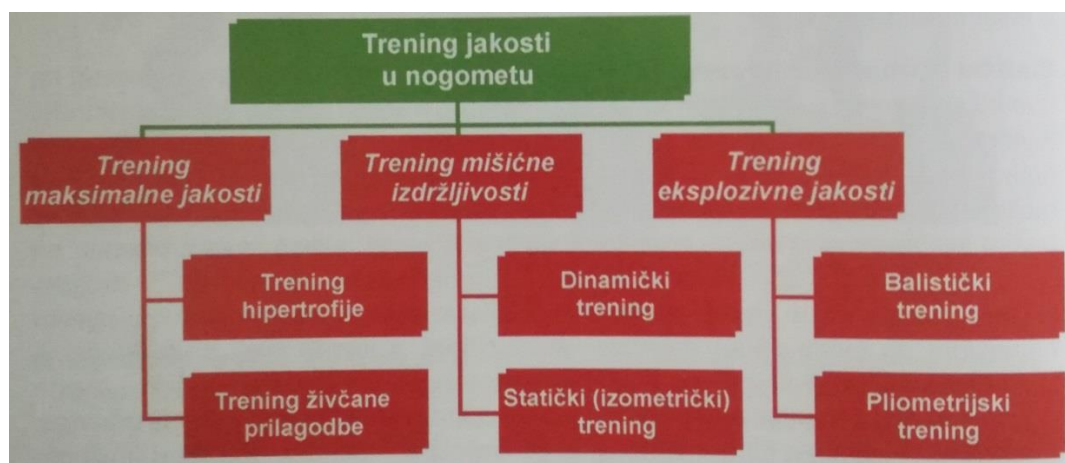 Trening jakosti
u nogometu
Trening
maksimalne jakosti
Trening mišićne
izdržljivosti
Trening
eksplozivne jakosti
Trening
hipertrofije
Dinamički
trening
Balistički
trening
Trening živčane
prilagodbe
Statički (izometrički)
trening
Pliometrijski
trening